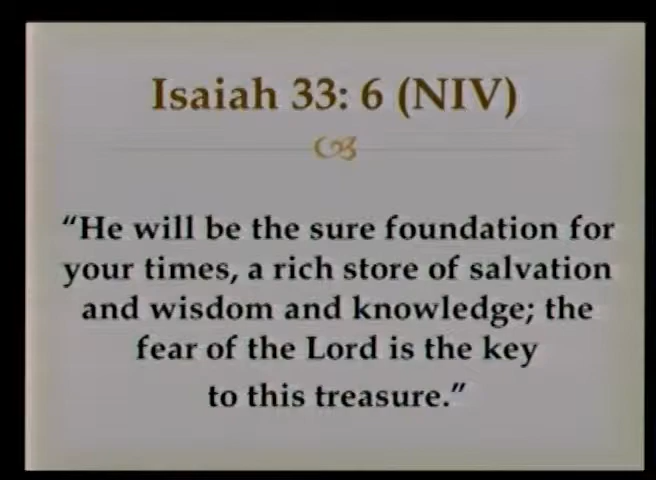 Isaiah 33: 6 (NIV)
“He will be the sure foundation for
your times, a rich store of salvation
and wisdom and knowledge; the
fear of the Lord is the key
to this treasure.”